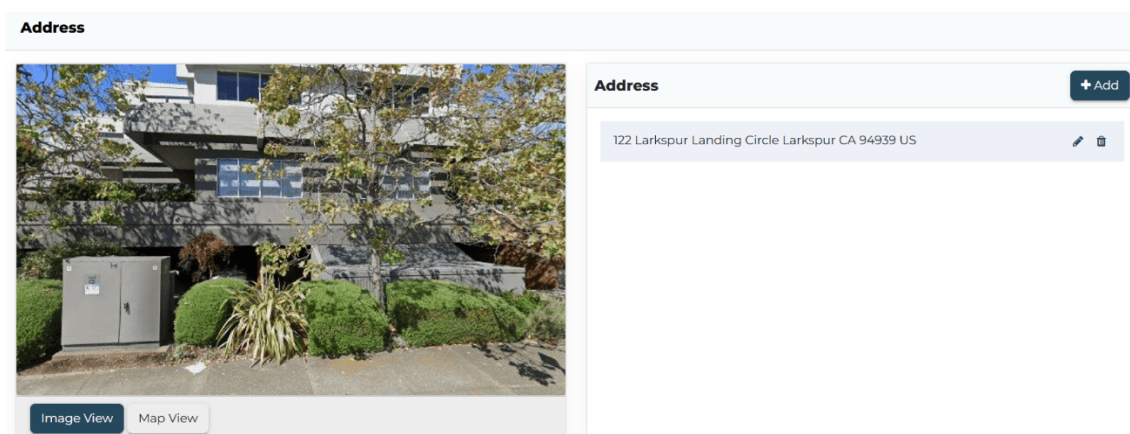 Address
Address
+ Add
122 Larkspur Landing Circle Larkspur CA 94939 US
Image View
Map View